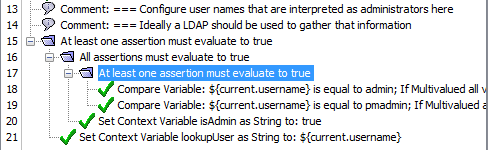 13 Comment: === Configure user names that are interpreted as administrators here
14 Comment: === Ideally a LDAP should be used to gather that information
15 At least one assertion must evaluate to true
16 All assertions must evaluate to true
17 At least one assertion must evaluate to true
18 Compare Variable: ${current.username} is equal to admin; If Multivalued all v
19 Compare Variable: ${current.username} is equal to pmadmin; If Multivalued a
20 Set Context Variable isAdmin as String to: true
21 Set Context Variable lookupUser as String to: ${current.username}